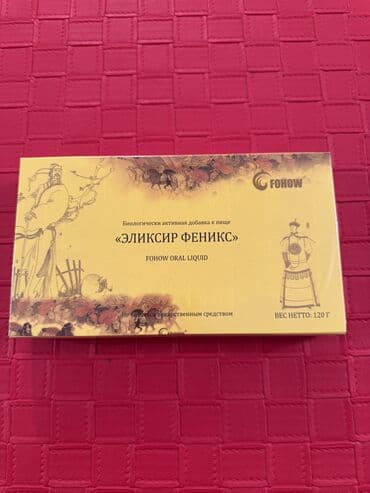 FOHOW
Биологически активная добавка к пище
«ЭЛИКСИР ФЕНИКС»
FOHOW ORAL LIQUID
лекарственным средством
ВЕС НЕТТО: 120 Г